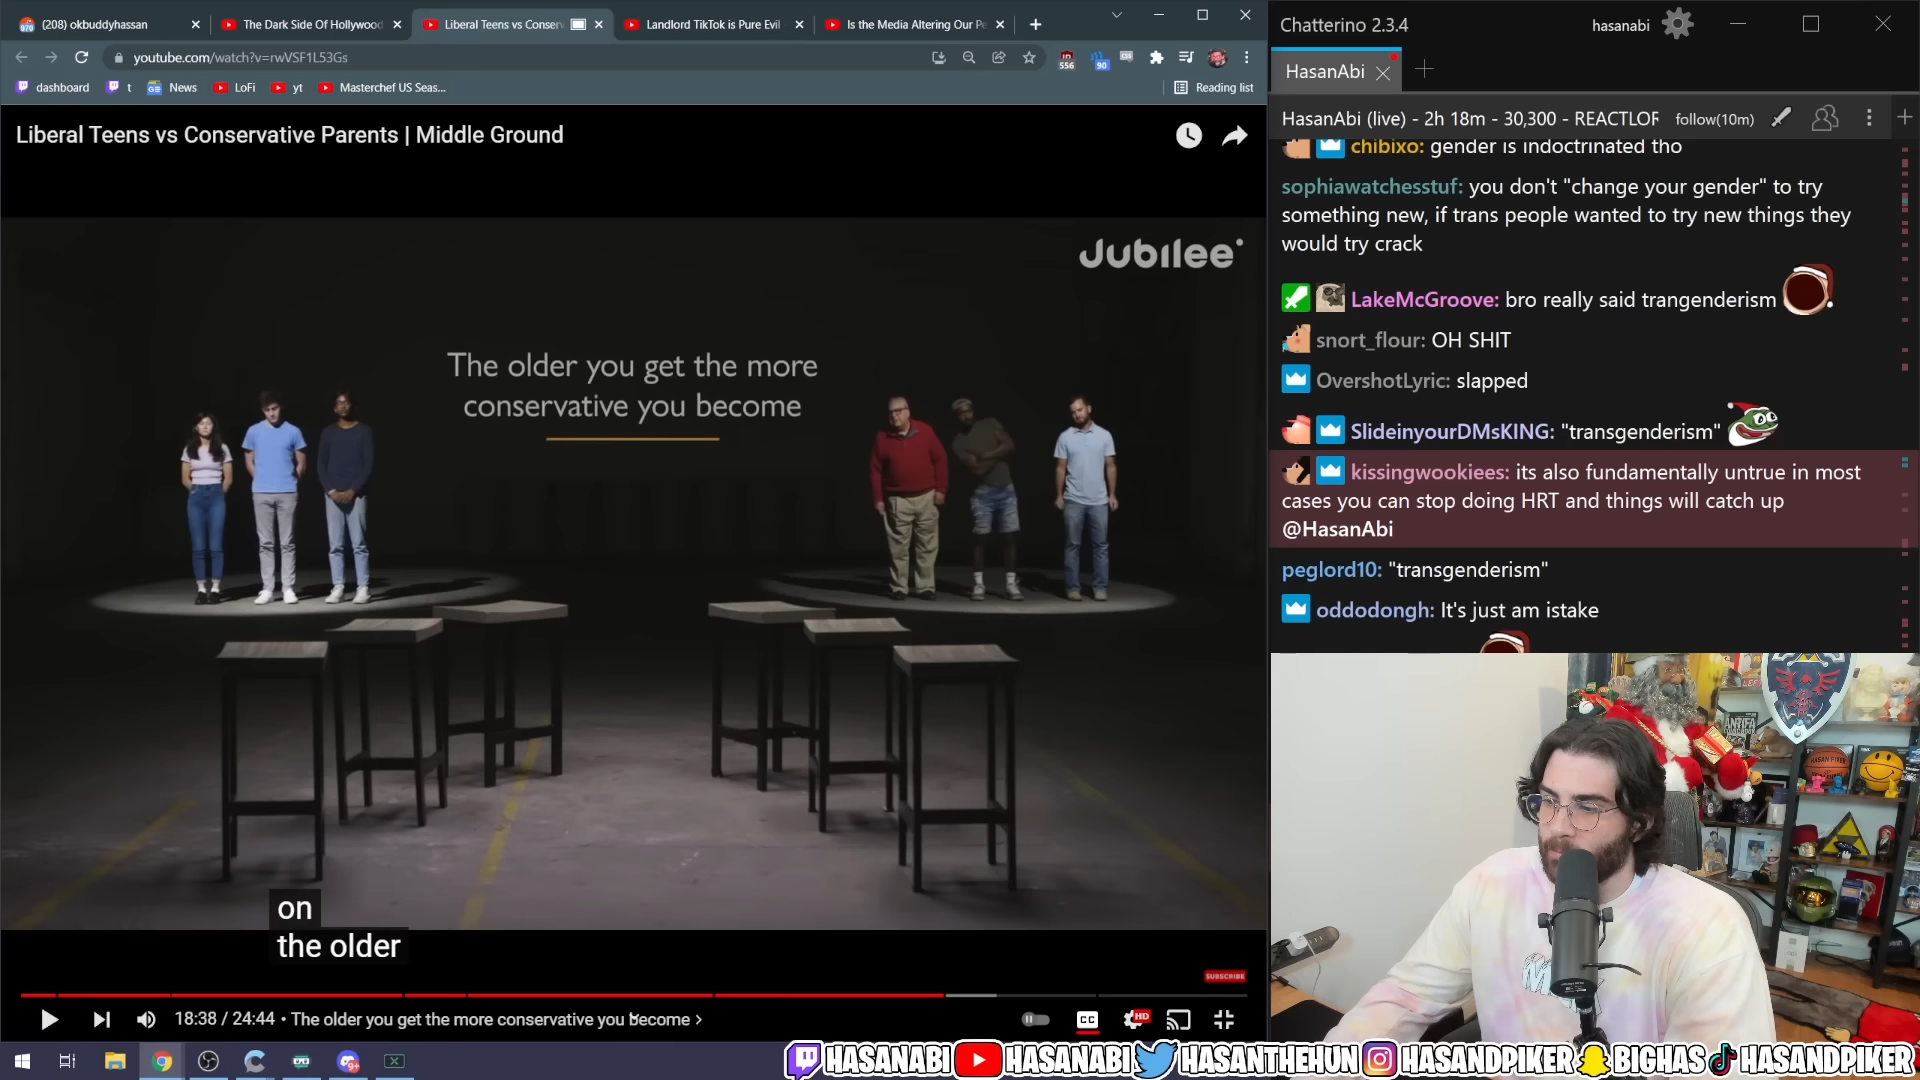 (208) okbuddyhassan
The Dark Side Of Hollywood
Liberal Teens vs Conser
Landlord TikTok is Pure Evil
Is the Media Altering Our Pe
youtube.com/watch?v=rwVSF1L53Gs
556
90
dashboard
t
News
LoFi
yt
Masterchef US Seas...
Reading list
Liberal Teens vs Conservative Parents | Middle Ground
Jubilee
The older you get the more
conservative you become
on
the older
SUBSCRIBE
18:38 / 24:44 • The older you get the more conservative you become >
CC
HD
Chatterino 2.3.4
hasanabi
HasanAbi
HasanAbi (live) - 2h 18m - 30,300 - REACTLOR
follow(10m)
chibixo: gender is indoctrinated tho
sophiawatchesstuf: you don't "change your gender" to try
something new, if trans people wanted to try new things they
would try crack
LakeMcGroove: bro really said trangenderism
snort_flour: OH SHIT
OvershotLyric: slapped
SlideinyourDMsKING: "transgenderism"
kissingwookiees: its also fundamentally untrue in most
cases you can stop doing HRT and things will catch up
@HasanAbi
peglord10: "transgenderism"
oddodongh: It's just am istake
HASANABI
HASANABI
HASANTHEHUN
HASANDPIKER
BIGHAS
HASANDPIKER